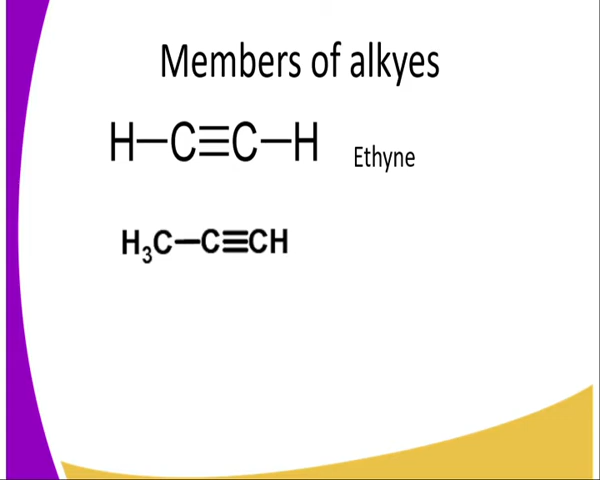 Members of alkyes
H─C≡C─H Ethyne
H₃C─C≡CH